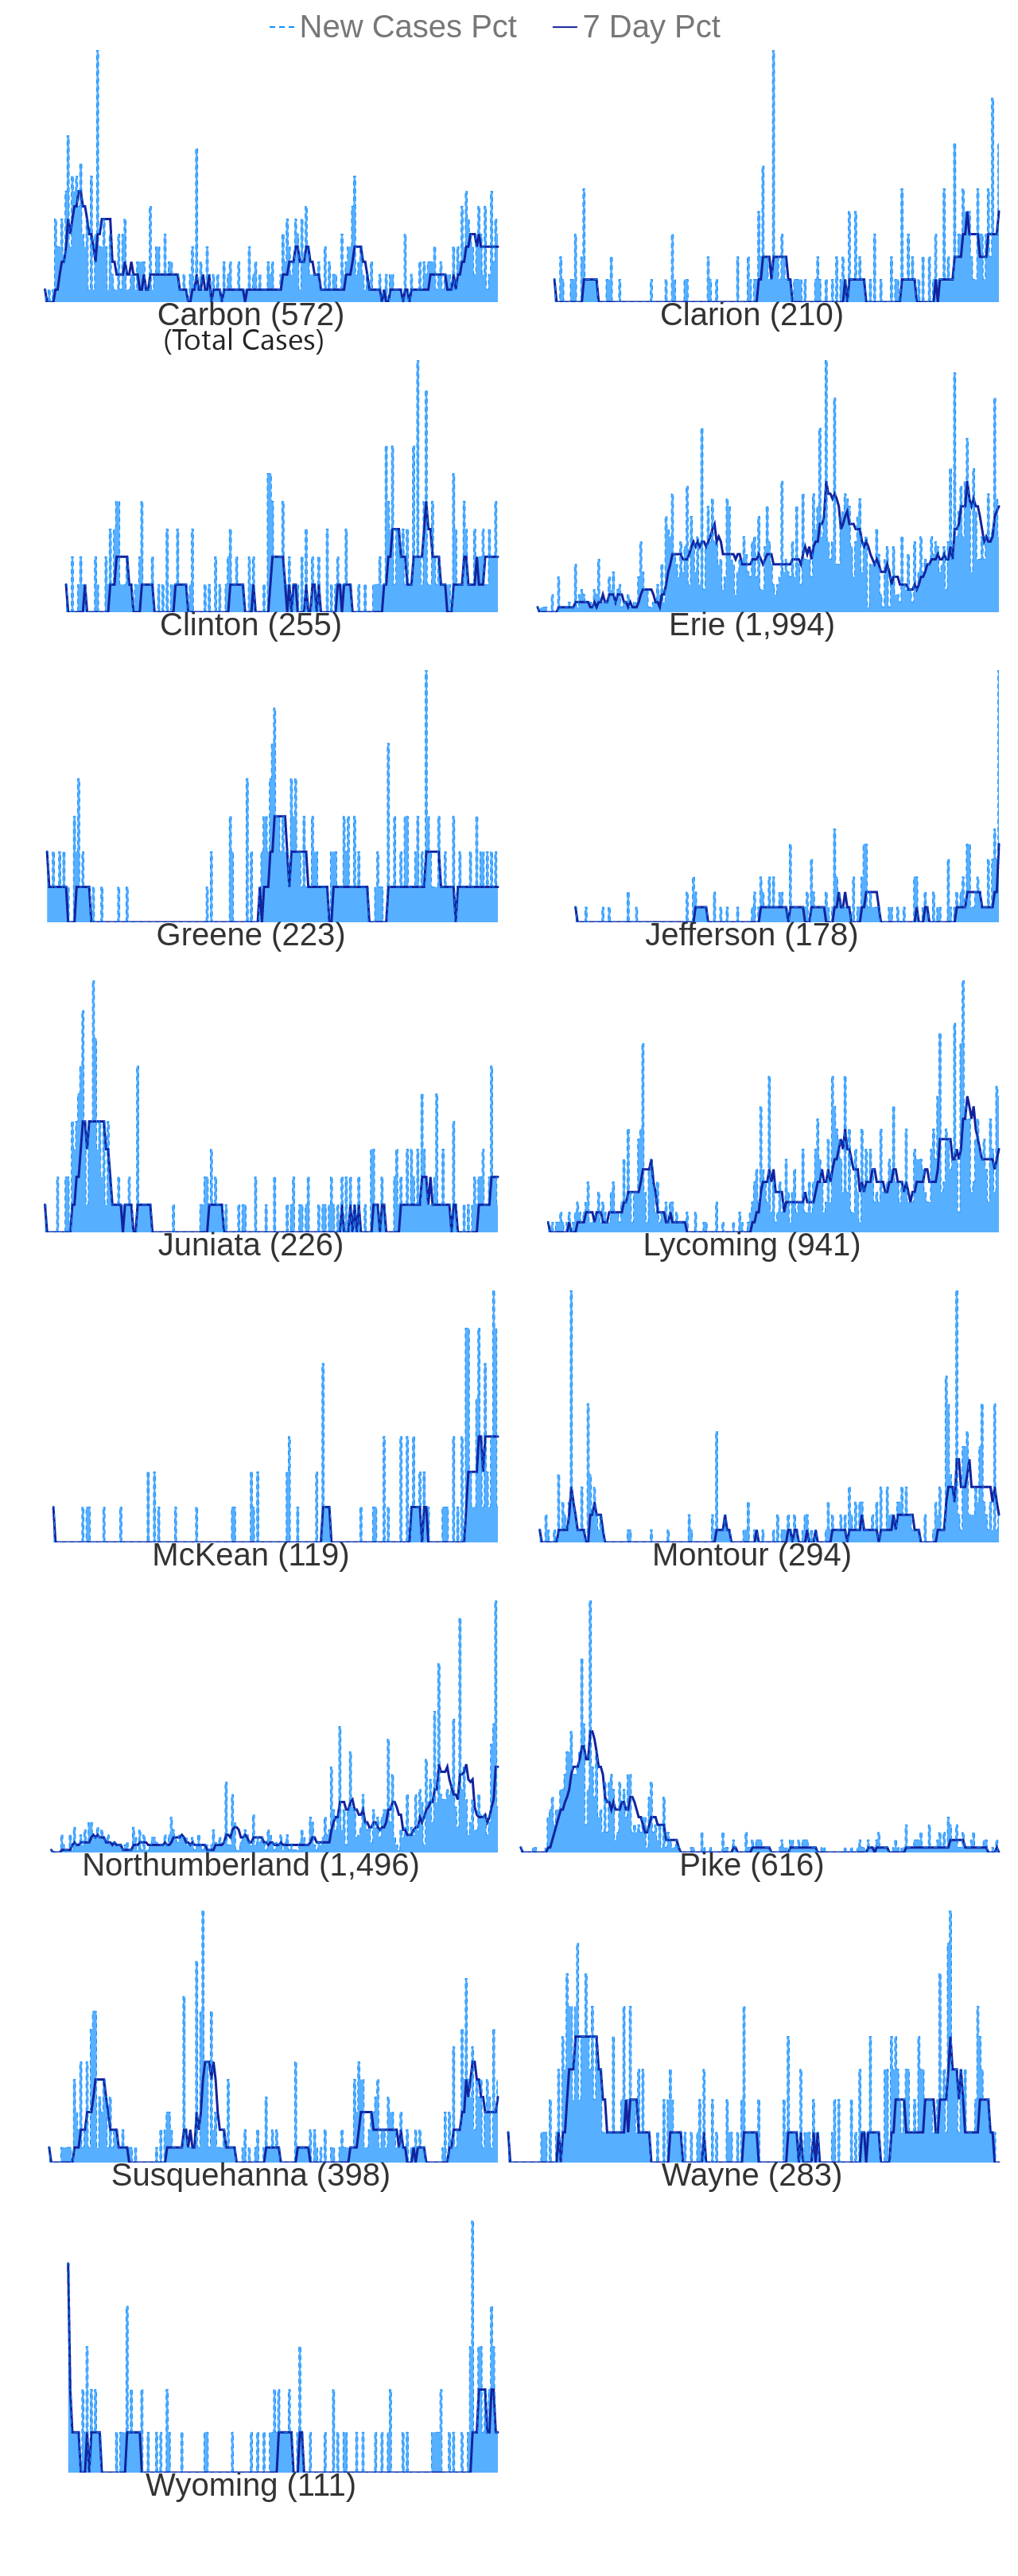 New Cases Pct 7 Day Pct
Carbon (572) Clarion (210)
(Total Cases)
Clinton (255) Erie (1,994)
Greene (223) Jefferson (178)
Juniata (226) Lycoming (941)
McKean (119) Montour (294)
Northumberland (1,496) Pike (616)
Susquehanna (398) Wayne (283)
Wyoming (111)